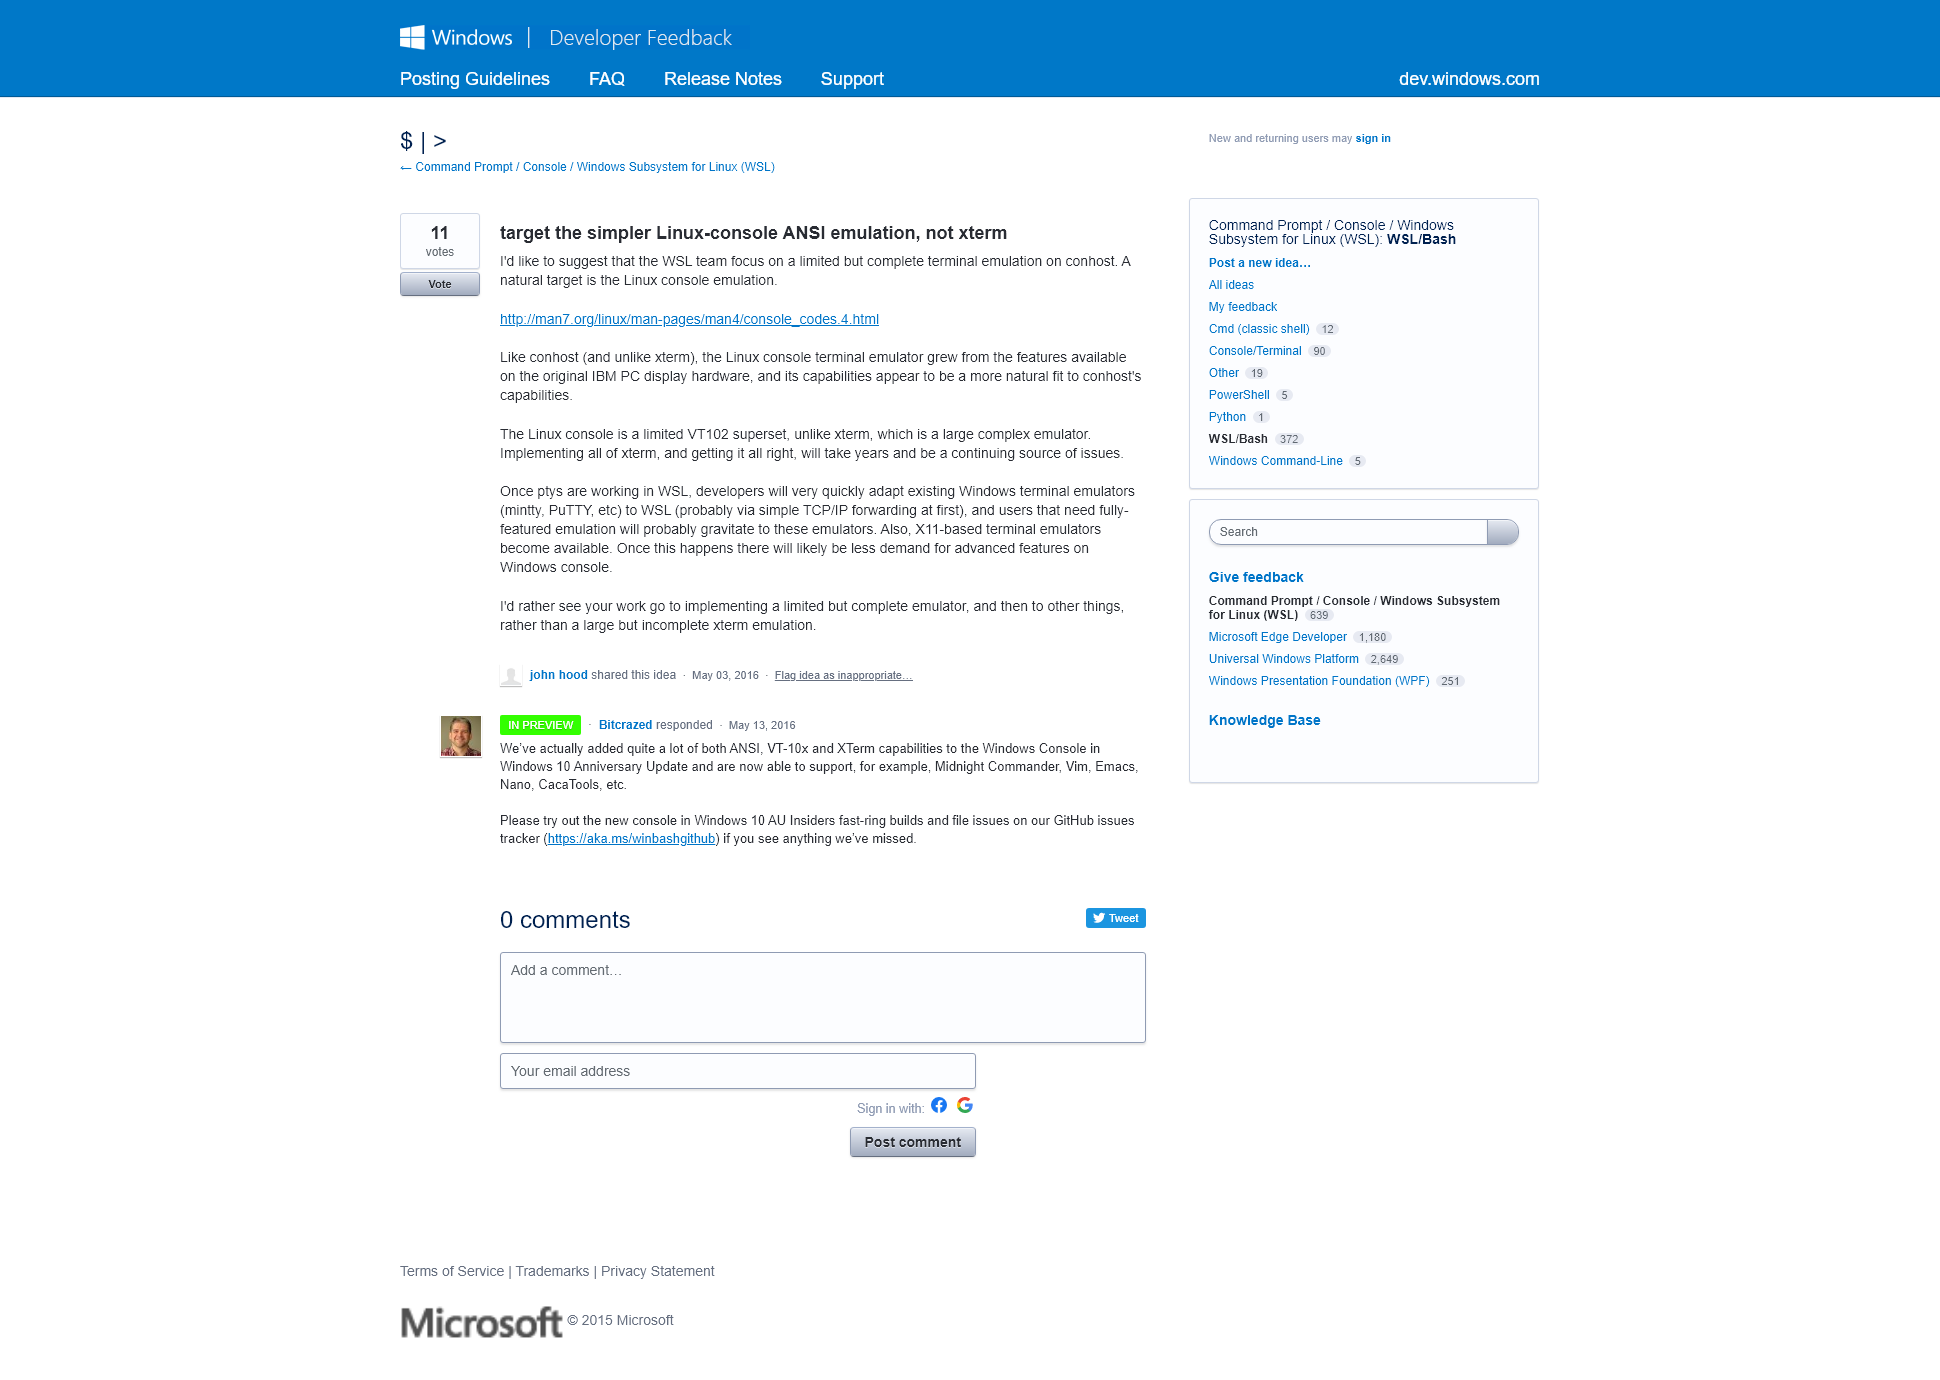 Windows | Developer Feedback
Posting Guidelines FAQ Release Notes Support dev.windows.com
$ | >
← Command Prompt / Console / Windows Subsystem for Linux (WSL)
New and returning users may sign in
11
votes
Vote
target the simpler Linux-console ANSI emulation, not xterm
I'd like to suggest that the WSL team focus on a limited but complete terminal emulation on conhost. A
natural target is the Linux console emulation.
http://man7.org/linux/man-pages/man4/console_codes.4.html
Like conhost (and unlike xterm), the Linux console terminal emulator grew from the features available
on the original IBM PC display hardware, and its capabilities appear to be a more natural fit to conhost's
capabilities.
The Linux console is a limited VT102 superset, unlike xterm, which is a large complex emulator.
Implementing all of xterm, and getting it all right, will take years and be a continuing source of issues.
Once ptys are working in WSL, developers will very quickly adapt existing Windows terminal emulators
(mintty, PuTTY, etc) to WSL (probably via simple TCP/IP forwarding at first), and users that need fully-
featured emulation will probably gravitate to these emulators. Also, X11-based terminal emulators
become available. Once this happens there will likely be less demand for advanced features on
Windows console.
I'd rather see your work go to implementing a limited but complete emulator, and then to other things,
rather than a large but incomplete xterm emulation.
john hood shared this idea · May 03, 2016 · Flag idea as inappropriate…
IN PREVIEW · Bitcrazed responded · May 13, 2016
We’ve actually added quite a lot of both ANSI, VT-10x and XTerm capabilities to the Windows Console in
Windows 10 Anniversary Update and are now able to support, for example, Midnight Commander, Vim, Emacs,
Nano, CacaTools, etc.
Please try out the new console in Windows 10 AU Insiders fast-ring builds and file issues on our GitHub issues
tracker (https://aka.ms/winbashgithub) if you see anything we’ve missed.
0 comments
Tweet
Add a comment…
Your email address
Sign in with:
Post comment
Command Prompt / Console / Windows
Subsystem for Linux (WSL): WSL/Bash
Post a new idea…
All ideas
My feedback
Cmd (classic shell) 12
Console/Terminal 90
Other 19
PowerShell 5
Python 1
WSL/Bash 372
Windows Command-Line 5
Search
Give feedback
Command Prompt / Console / Windows Subsystem
for Linux (WSL) 639
Microsoft Edge Developer 1,180
Universal Windows Platform 2,649
Windows Presentation Foundation (WPF) 251
Knowledge Base
Terms of Service | Trademarks | Privacy Statement
Microsoft © 2015 Microsoft